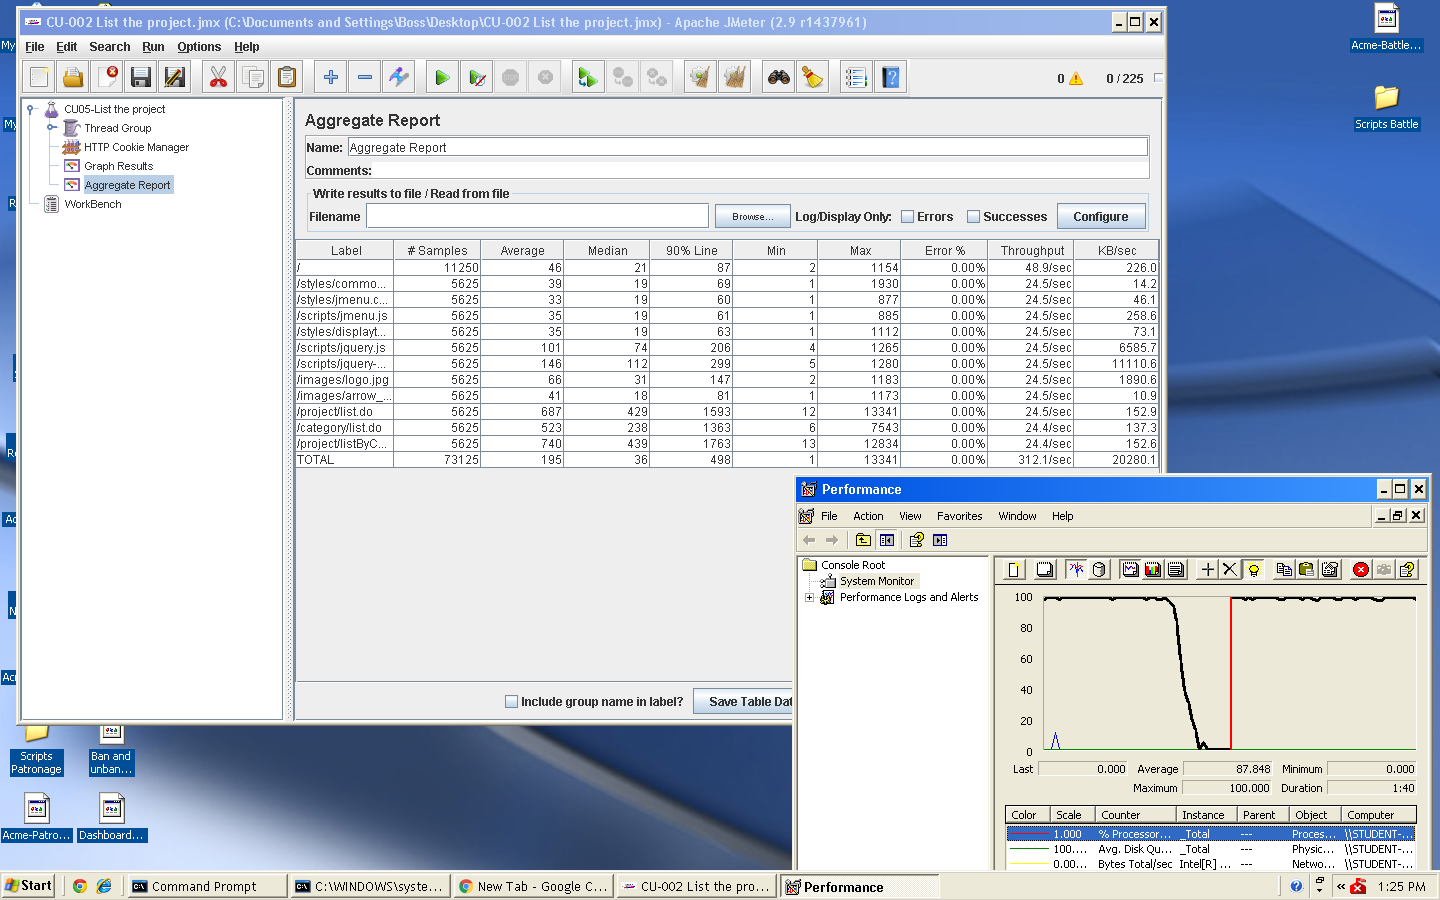 CU-002 List the project.jmx (C:\Documents and Settings\Boss\Desktop\CU-002 List the project.jmx) - Apache JMeter (2.9 r1437961)
File Edit Search Run Options Help
0 0 / 225
CU05-List the project
Thread Group
HTTP Cookie Manager
Graph Results
Aggregate Report
WorkBench
Aggregate Report
Name: Aggregate Report
Comments:
Write results to file / Read from file
Filename Browse... Log/Display Only: Errors Successes Configure
Label # Samples Average Median 90% Line Min Max Error % Throughput KB/sec
/ 11250 46 21 87 2 1154 0.00% 48.9/sec 226.0
/styles/commo... 5625 39 19 69 1 1930 0.00% 24.5/sec 14.2
/styles/jmenu.c... 5625 33 19 60 1 877 0.00% 24.5/sec 46.1
/scripts/jmenu.js 5625 35 19 61 1 885 0.00% 24.5/sec 258.6
/styles/displayt... 5625 35 19 63 1 1112 0.00% 24.5/sec 73.1
/scripts/jquery.js 5625 101 74 206 4 1265 0.00% 24.5/sec 6585.7
/scripts/jquery-... 5625 146 112 299 5 1280 0.00% 24.5/sec 11110.6
/images/logo.jpg 5625 66 31 147 2 1183 0.00% 24.5/sec 1890.6
/images/arrow_... 5625 41 18 81 1 1173 0.00% 24.5/sec 10.9
/project/list.do 5625 687 429 1593 12 13341 0.00% 24.5/sec 152.9
/category/list.do 5625 523 238 1363 6 7543 0.00% 24.4/sec 137.3
/project/listByC... 5625 740 439 1763 13 12834 0.00% 24.4/sec 152.6
TOTAL 73125 195 36 498 1 13341 0.00% 312.1/sec 20280.1
Include group name in label? Save Table Dat
Performance
File Action View Favorites Window Help
Console Root
System Monitor
Performance Logs and Alerts
100
80
60
40
20
0
Last 0.000 Average 87.848 Minimum 0.000
Maximum 100.000 Duration 1:40
Color Scale Counter Instance Parent Object Computer
1.000 % Processor... _Total --- Proces... \\STUDENT-...
100.... Avg. Disk Qu... _Total --- Physic... \\STUDENT-...
0.00... Bytes Total/sec Intel[R] ... --- Netwo... \\STUDENT-...
Acme-Battle...
Scripts Battle
Scripts Patronage
Ban and unban...
Acme-Patro...
Dashboard...
Start Command Prompt C:\WINDOWS\syste... New Tab - Google C... CU-002 List the pro... Performance 1:25 PM